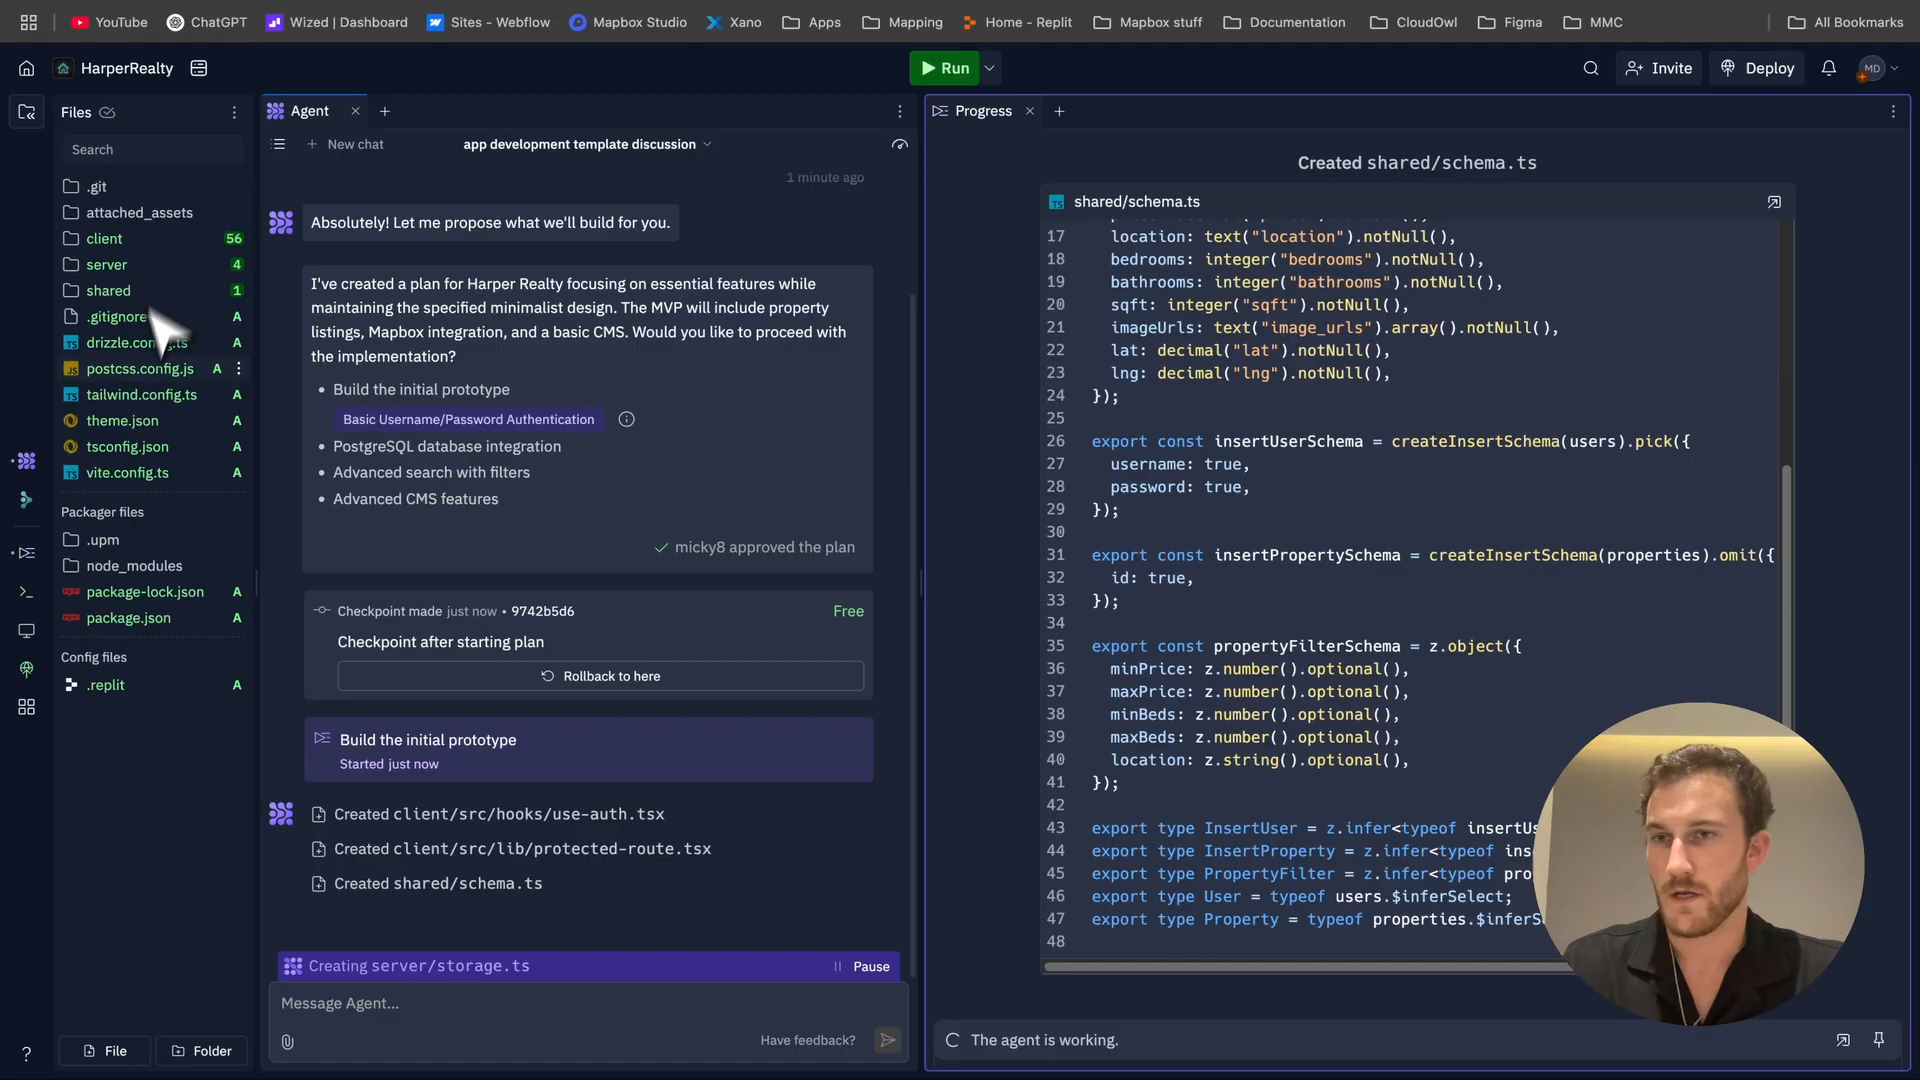 YouTube
ChatGPT
Wized | Dashboard
Sites - Webflow
Mapbox Studio
Xano
Apps
Mapping
Home - Replit
Mapbox stuff
Documentation
CloudOwl
Figma
MMC
All Bookmarks
HarperRealty
Run
Invite
Deploy
MD
Files
Search
.git
attached_assets
client 56
server 4
shared 1
.gitignore A
A
postcss.config.js A
tailwind.config.ts A
theme.json A
tsconfig.json A
vite.config.ts A
Packager files
.upm
node_modules
package-lock.json A
package.json A
Config files
.replit A
File
Folder
Agent
New chat
app development template discussion
1 minute ago
Absolutely! Let me propose what we'll build for you.
I've created a plan for Harper Realty focusing on essential features while
maintaining the specified minimalist design. The MVP will include property
listings, Mapbox integration, and a basic CMS. Would you like to proceed with
the implementation?
• Build the initial prototype
Basic Username/Password Authentication
• PostgreSQL database integration
• Advanced search with filters
• Advanced CMS features
micky8 approved the plan
Checkpoint made just now • 9742b5d6 Free
Checkpoint after starting plan
Rollback to here
Build the initial prototype
Started just now
Created client/src/hooks/use-auth.tsx
Created client/src/lib/protected-route.tsx
Created shared/schema.ts
Creating server/storage.ts
Pause
Message Agent...
Have feedback?
Progress
Created shared/schema.ts
TS shared/schema.ts
17 location: text("location").notNull(),
18 bedrooms: integer("bedrooms").notNull(),
19 bathrooms: integer("bathrooms").notNull(),
20 sqft: integer("sqft").notNull(),
21 imageUrls: text("image_urls").array().notNull(),
22 lat: decimal("lat").notNull(),
23 lng: decimal("lng").notNull(),
24 });
25
26 export const insertUserSchema = createInsertSchema(users).pick({
27 username: true,
28 password: true,
29 });
30
31 export const insertPropertySchema = createInsertSchema(properties).omit({
32 id: true,
33 });
34
35 export const propertyFilterSchema = z.object({
36 minPrice: z.number().optional(),
37 maxPrice: z.number().optional(),
38 minBeds: z.number().optional(),
39 maxBeds: z.number().optional(),
40 location: z.string().optional(),
41 });
42
43 export type InsertUser = z.infer<typeof insertUs
44 export type InsertProperty = z.infer<typeof ins
45 export type PropertyFilter = z.infer<typeof pro
46 export type User = typeof users.$inferSelect;
47 export type Property = typeof properties.$inferS
48
The agent is working.